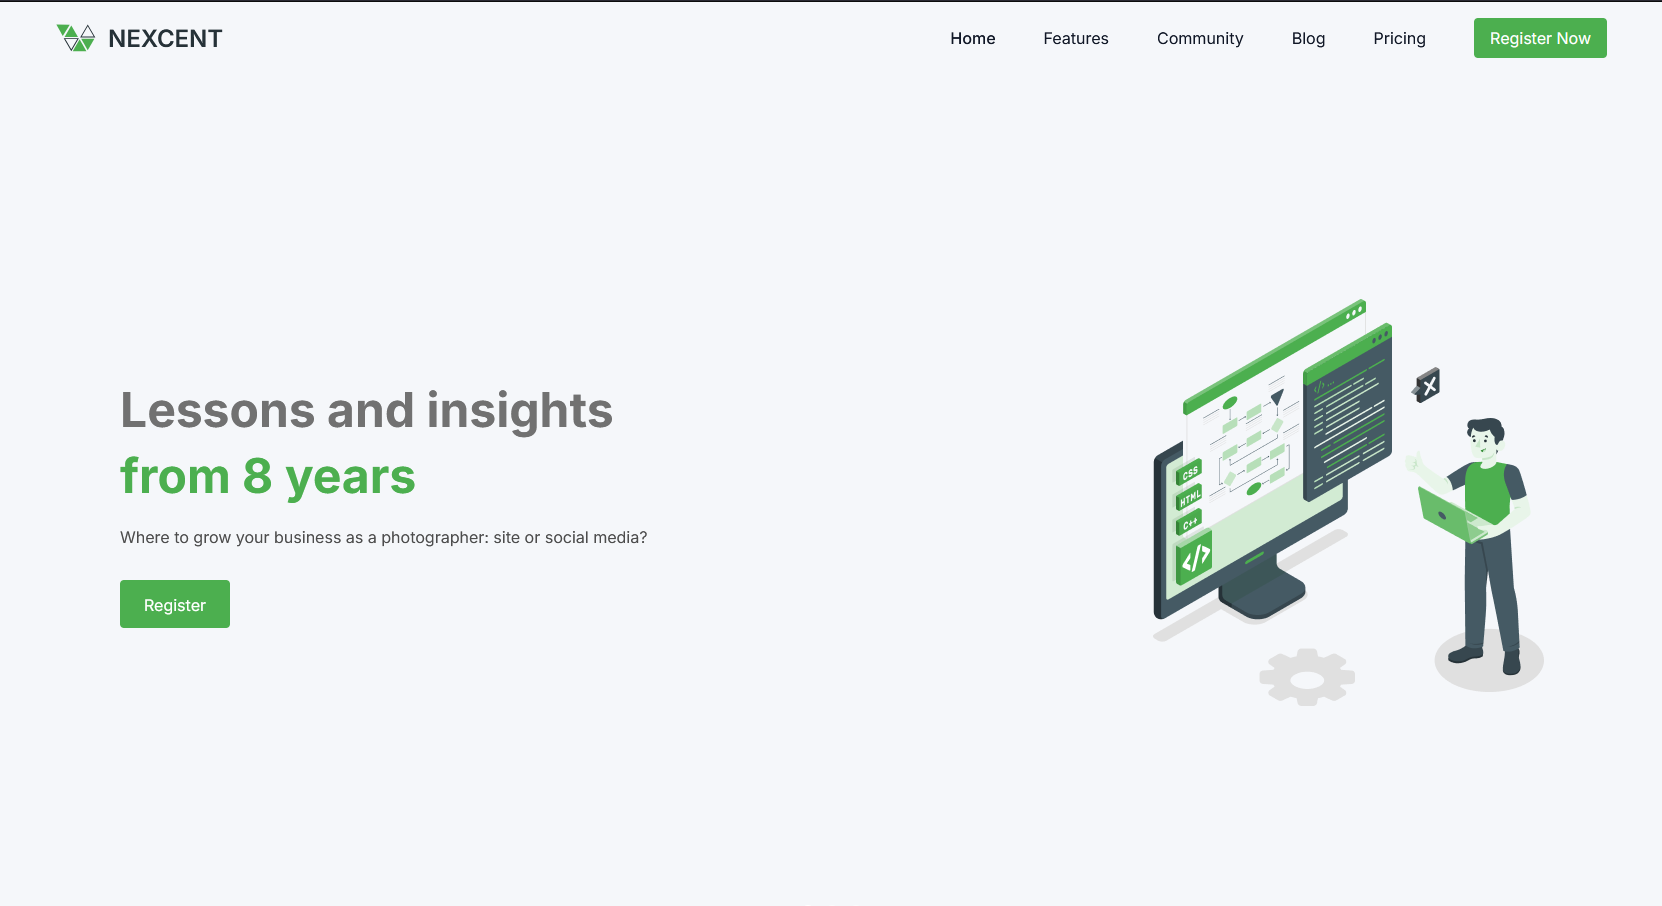 NEXCENT
Home Features Community Blog Pricing Register Now
Lessons and insights
from 8 years
Where to grow your business as a photographer: site or social media?
Register
CSS
HTML
C++
</>